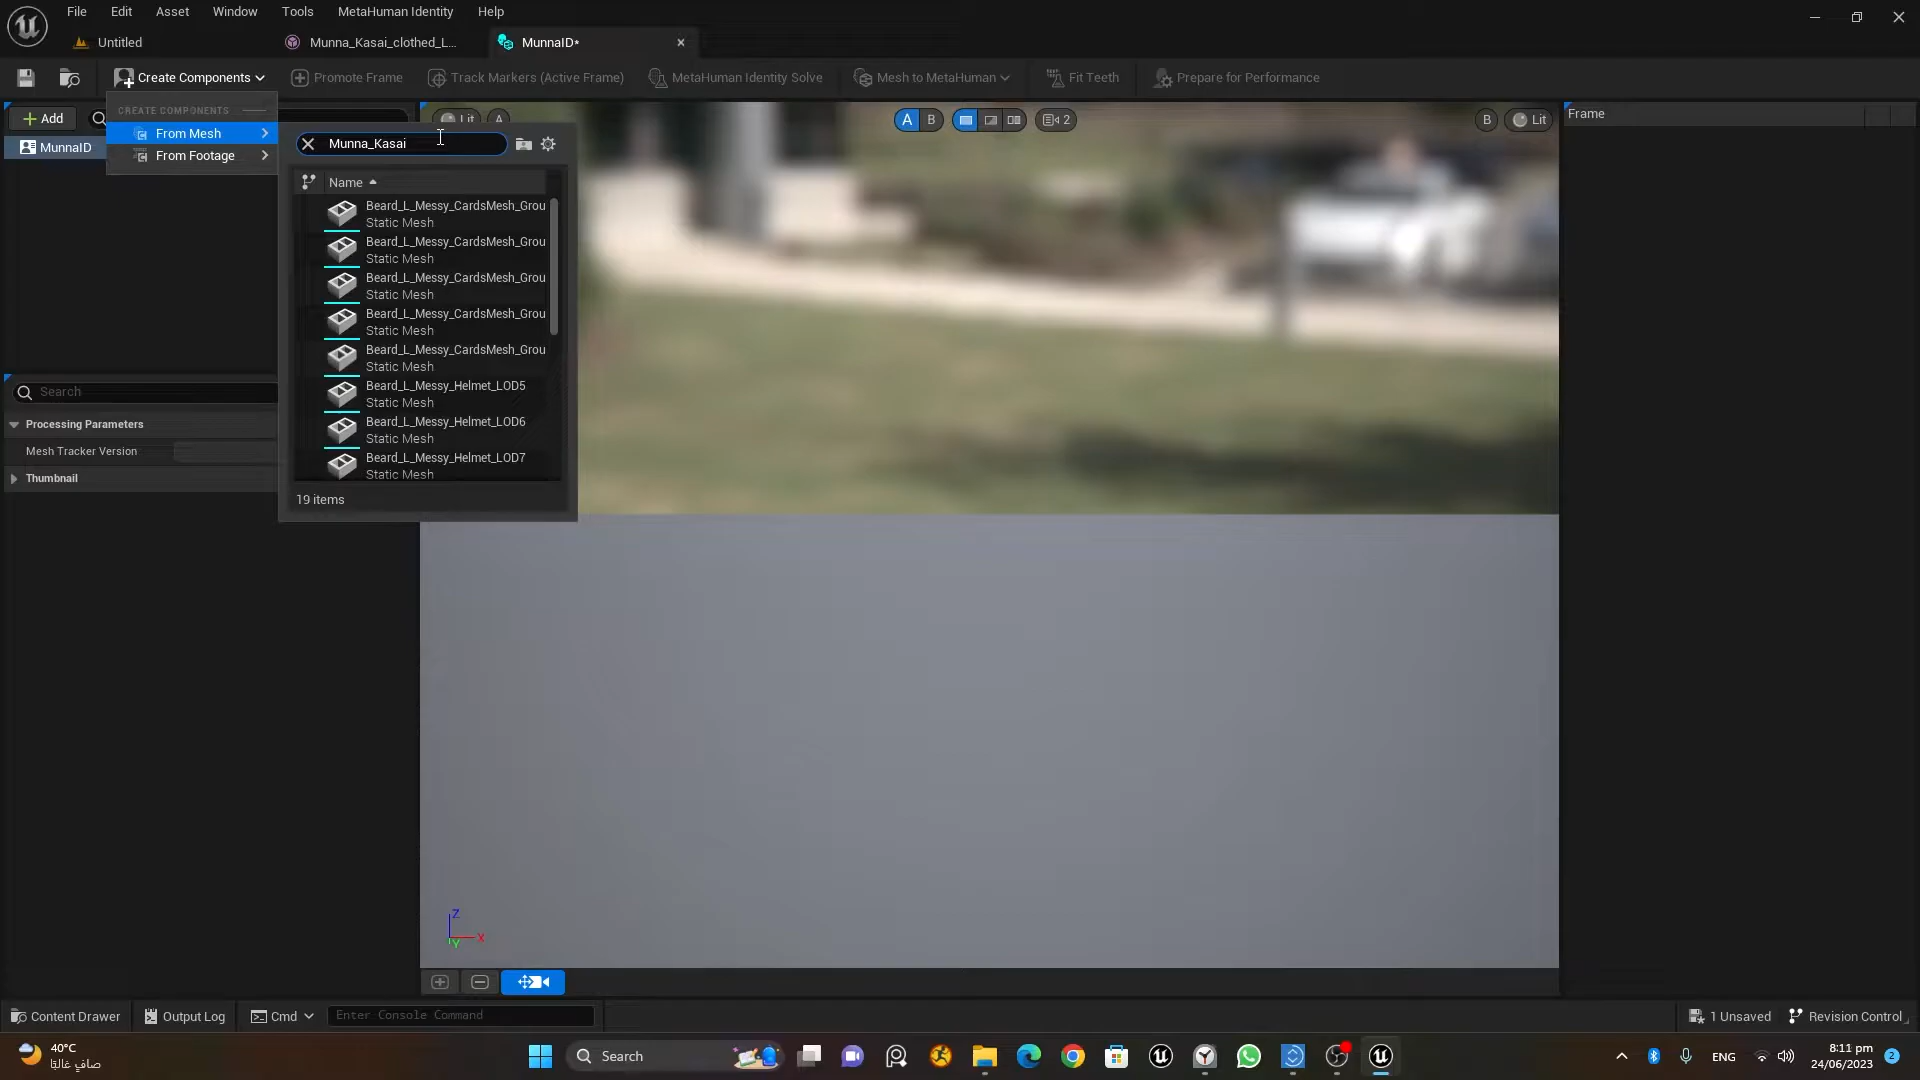 File Edit Asset Window Tools MetaHuman Identity Help
Untitled
Munna_Kasai_clothed_L...
MunnaID*
Create Components
Promote Frame
Track Markers (Active Frame)
MetaHuman Identity Solve
Mesh to MetaHuman
Fit Teeth
Prepare for Performance
Add
MunnaID
CREATE COMPONENTS
From Mesh
From Footage
Munna_Kasai
Name
Beard_L_Messy_CardsMesh_Grou
Static Mesh
Beard_L_Messy_CardsMesh_Grou
Static Mesh
Beard_L_Messy_CardsMesh_Grou
Static Mesh
Beard_L_Messy_CardsMesh_Grou
Static Mesh
Beard_L_Messy_CardsMesh_Grou
Static Mesh
Beard_L_Messy_Helmet_LOD5
Static Mesh
Beard_L_Messy_Helmet_LOD6
Static Mesh
Beard_L_Messy_Helmet_LOD7
Static Mesh
19 items
Search
Processing Parameters
Mesh Tracker Version
Thumbnail
Lit A
A B
2
B Lit
Frame
Z
X
Y
Content Drawer
Output Log
Cmd
Enter Console Command
1 Unsaved
Revision Control
40°C
صافٍ غالبًا
Search
ENG
8:11 pm
24/06/2023
2